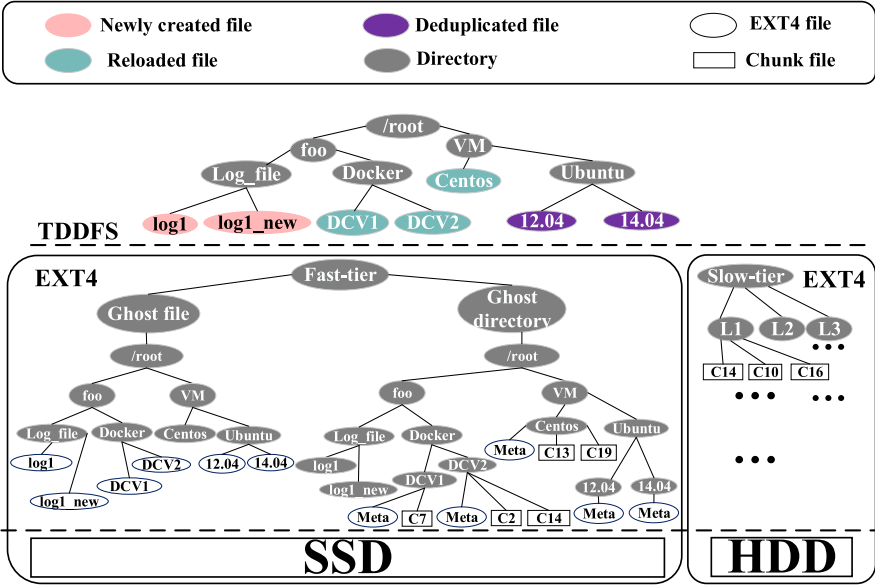 Newly created file
Deduplicated file
EXT4 file
Reloaded file
Directory
Chunk file
/root
foo
VM
Log_file
Docker
Centos
Ubuntu
log1
log1_new
DCV1
DCV2
12.04
14.04
TDDFS
EXT4
Fast-tier
Ghost file
Ghost
directory
/root
/root
foo
VM
foo
VM
Log_file
Docker
Centos
Ubuntu
Log_file
Docker
Centos
Ubuntu
log1
DCV2
12.04
14.04
log1
DCV2
Meta
C13
C19
log1_new
DCV1
log1_new
DCV1
12.04
14.04
Meta
C7
Meta
C2
C14
Meta
Meta
SSD
Slow-tier
EXT4
L1
L2
L3
...
C14
C10
C16
...
...
...
HDD